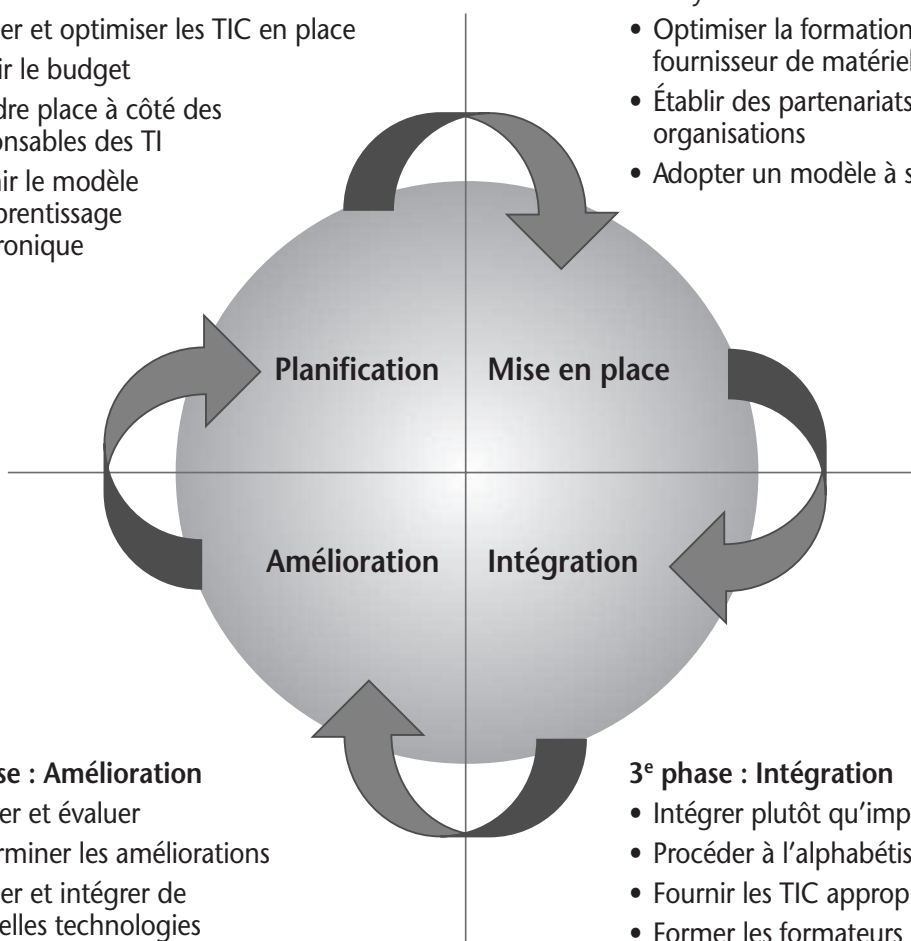 er et optimiser les TIC en place
ir le budget
dre place à côté des
onsables des TI
ir le modèle
prentissage
ronique
• Optimiser la formation
fournisseur de matériel
• Établir des partenariats
organisations
• Adopter un modèle à s
Planification
Mise en place
Amélioration
Intégration
se : Amélioration
er et évaluer
rminer les améliorations
er et intégrer de
elles technologies
3e phase : Intégration
• Intégrer plutôt qu’imp
• Procéder à l’alphabétis
• Fournir les TIC approp
• Former les formateurs